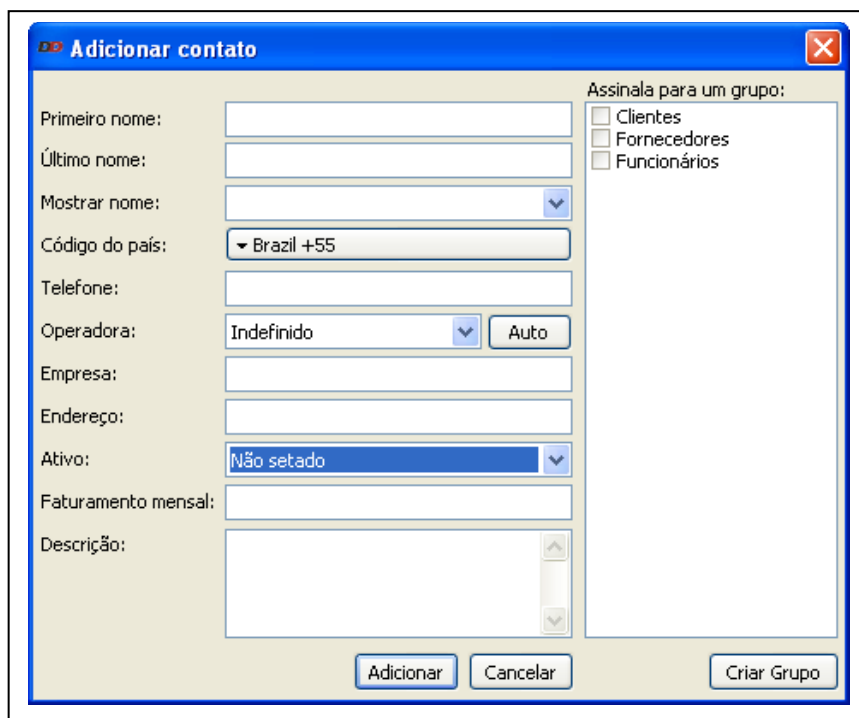 DD Adicionar contato
Assinala para um grupo:
Primeiro nome:
Clientes
Fornecedores
Funcionários
Último nome:
Mostrar nome:
Código do país:
Brazil +55
Telefone:
Operadora:
Indefinido
Auto
Empresa:
Endereço:
Ativo:
Não setado
Faturamento mensal:
Descrição:
Adicionar
Cancelar
Criar Grupo